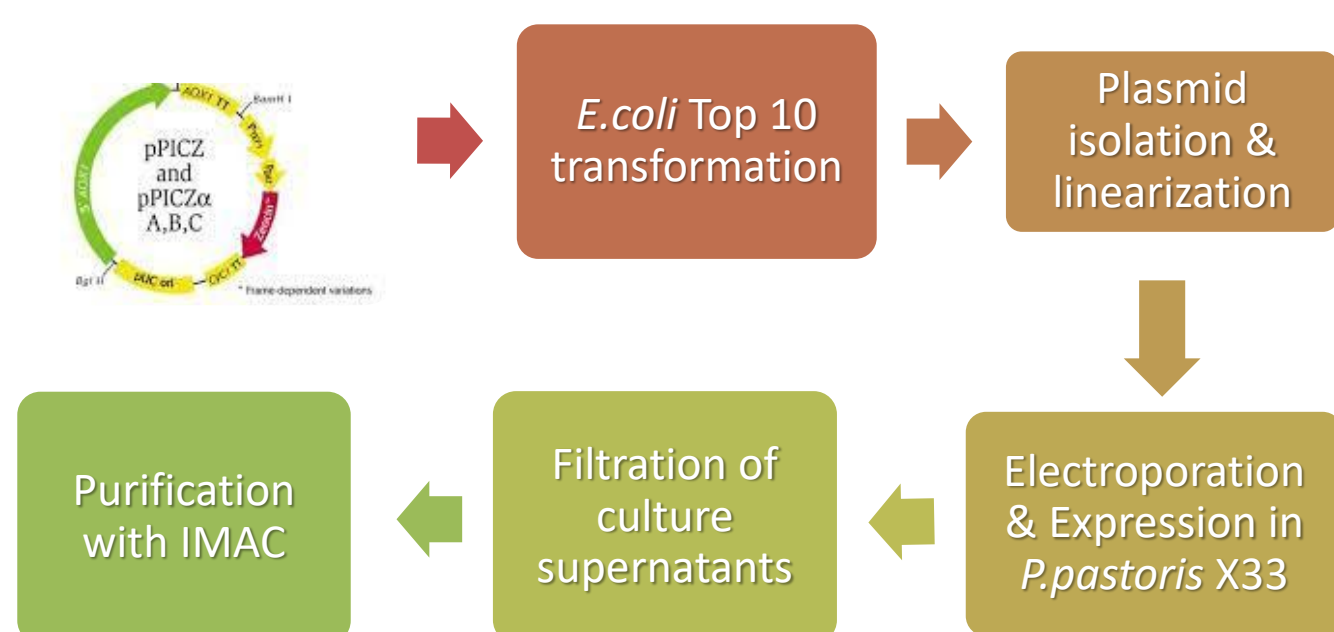 AOX1 TT
BamH I
5´ AOX1
pPICZ
and
pPICZα
A,B,C
Zeocin
Bgl II
pUC ori
CYC1 TT
* Frame-dependent variations
E.coli Top 10
transformation
Plasmid
isolation &
linearization
Electroporation
& Expression in
P.pastoris X33
Filtration of
culture
supernatants
Purification
with IMAC